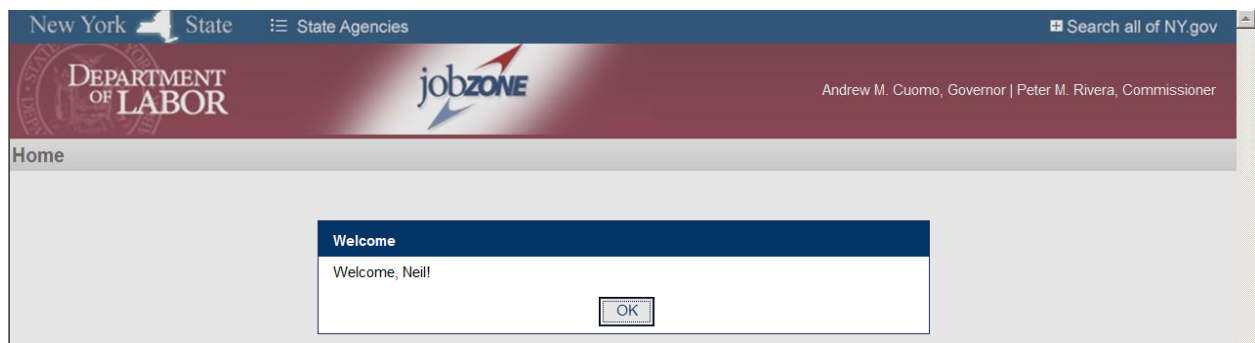 New York State State Agencies Search all of NY.gov
DEPARTMENT
OF LABOR
jobZONE
Andrew M. Cuomo, Governor | Peter M. Rivera, Commissioner
Home
Welcome
Welcome, Neil!
OK